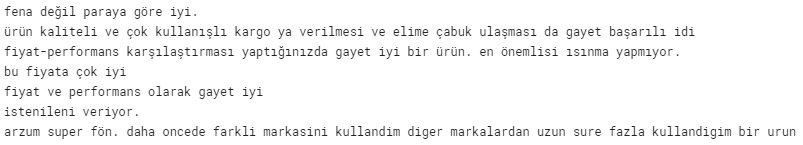 fena değil paraya göre iyi.
ürün kaliteli ve çok kullanışlı kargo ya verilmesi ve elime çabuk ulaşması da gayet başarılı idi
fiyat-performans karşılaştırması yaptığınızda gayet iyi bir ürün. en önemlisi ısınma yapmıyor.
bu fiyata çok iyi
fiyat ve performans olarak gayet iyi
istenileni veriyor.
arzum super fön. daha oncede farkli markasini kullandim diger markalardan uzun sure fazla kullandigim bir urun